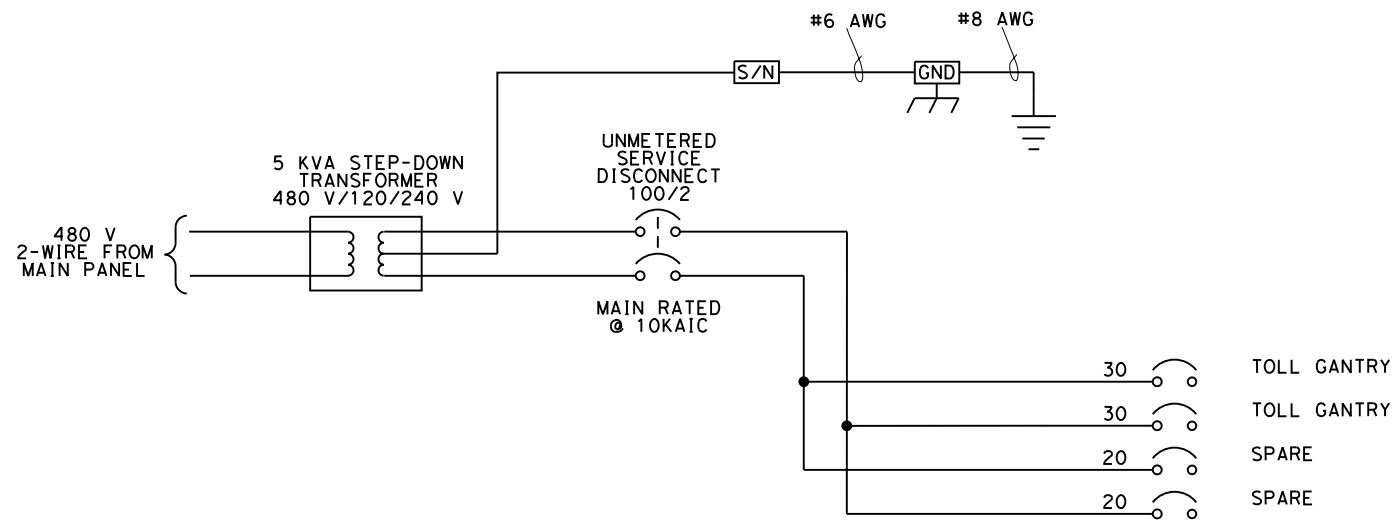 #6 AWG
#8 AWG
S/N
GND
UNMETERED
SERVICE
DISCONNECT
100/2
5 KVA STEP-DOWN
TRANSFORMER
480 V/120/240 V
480 V
2-WIRE FROM
MAIN PANEL
MAIN RATED
@ 10KAIC
30
TOLL GANTRY
30
TOLL GANTRY
20
SPARE
20
SPARE